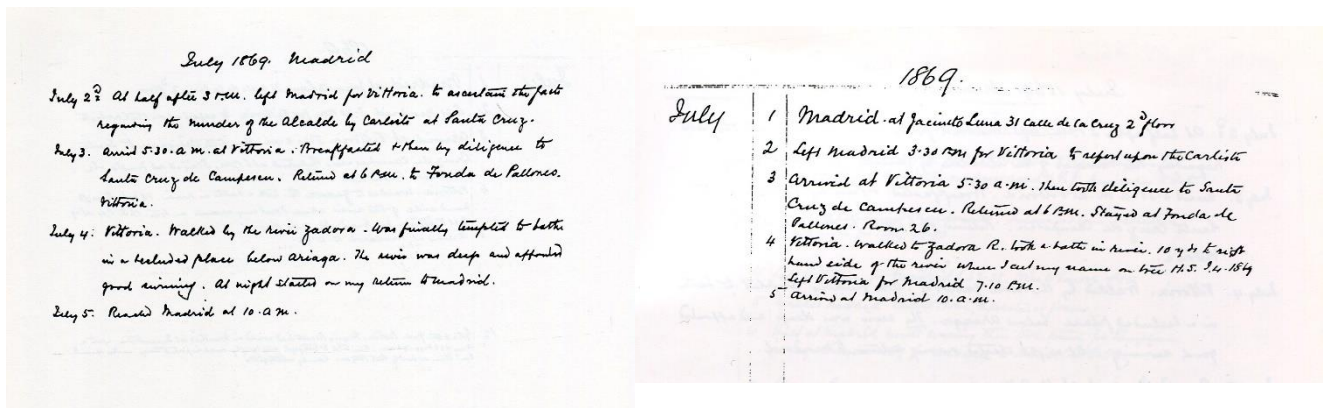 July 1869. Madrid
July 2d. At half after 3 P.M. left Madrid for Vittoria. to ascertain the facts
regarding the murder of the Alcalde by Carlists at Santa Cruz.
July 3. Arrived 5.30. a.m. at Vittoria. Breakfasted & then by diligence to
Santa Cruz de Campescu. Returned at 6 P.M. to Fonda de Pallones.
Vittoria.
July 4. Vittoria. Walked by the river Zadora. Was finally tempted to bathe
in a secluded place below Ariaga. The river was deep and afforded
good swimming. At night started on my return to Madrid.
July 5. Reached Madrid at 10. a.m.
1869.
July 1 Madrid. at Jacinto Luna 31 Calle de la Cruz 2d floor
2 Left Madrid 3.30 P.M. for Vittoria to report upon the Carlists
3 Arrived at Vittoria 5.30 a.m. then took diligence to Santa
Cruz de Campescu. Returned at 6 P.M. Stayed at Fonda de
Pallones. Room 26.
4 Vittoria. Walked to Zadora R. took a bath in river. 10 yds to right
hand side of the river where I cut my name on tree H.S. J.4. 1869
Left Vittoria for Madrid 7.10 P.M.
5 Arrived at Madrid 10. a.m.